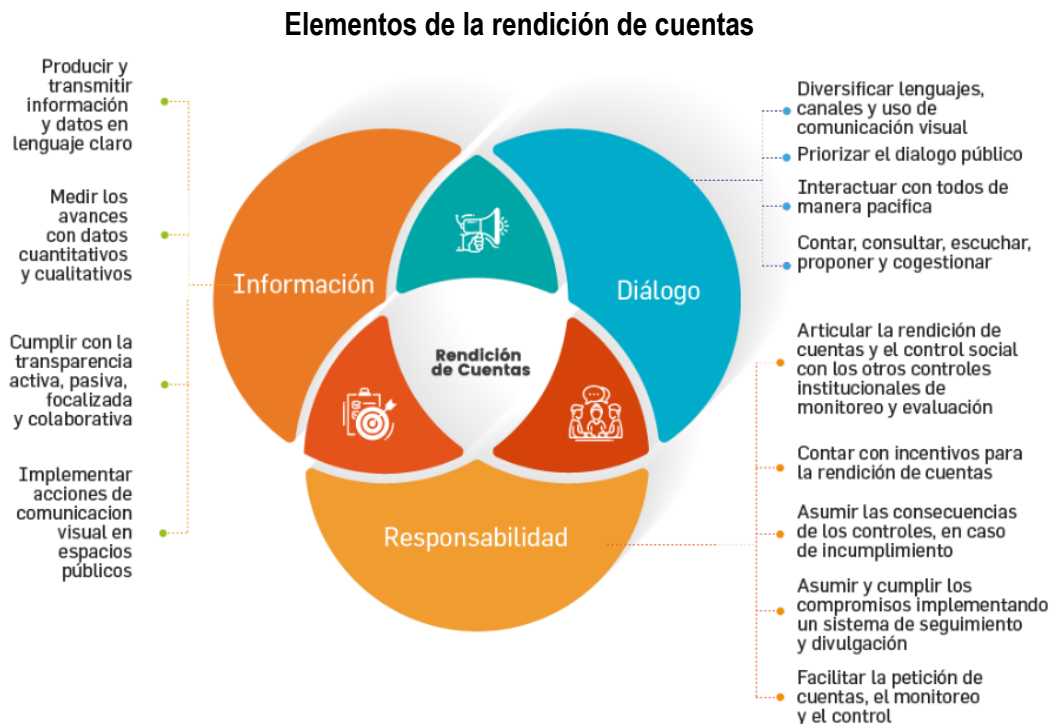 Elementos de la rendición de cuentas
Producir y
transmitir
información
y datos en
lenguaje claro
Medir los
avances
con datos
cuantitativos
y cualitativos
Cumplir con la
transparencia
activa, pasiva,
focalizada
y colaborativa
Implementar
acciones de
comunicacion
visual en
espacios
públicos
Información
Diálogo
Rendición
de Cuentas
Responsabilidad
Diversificar lenguajes,
canales y uso de
comunicación visual
Priorizar el dialogo público
Interactuar con todos de
manera pacifica
Contar, consultar, escuchar,
proponer y cogestionar
Articular la rendición de
cuentas y el control social
con los otros controles
institucionales de
monitoreo y evaluación
Contar con incentivos para
la rendición de cuentas
Asumir las consecuencias
de los controles, en caso
de incumplimiento
Asumir y cumplir los
compromisos implementando
un sistema de seguimiento
y divulgación
Facilitar la petición de
cuentas, el monitoreo
y el control